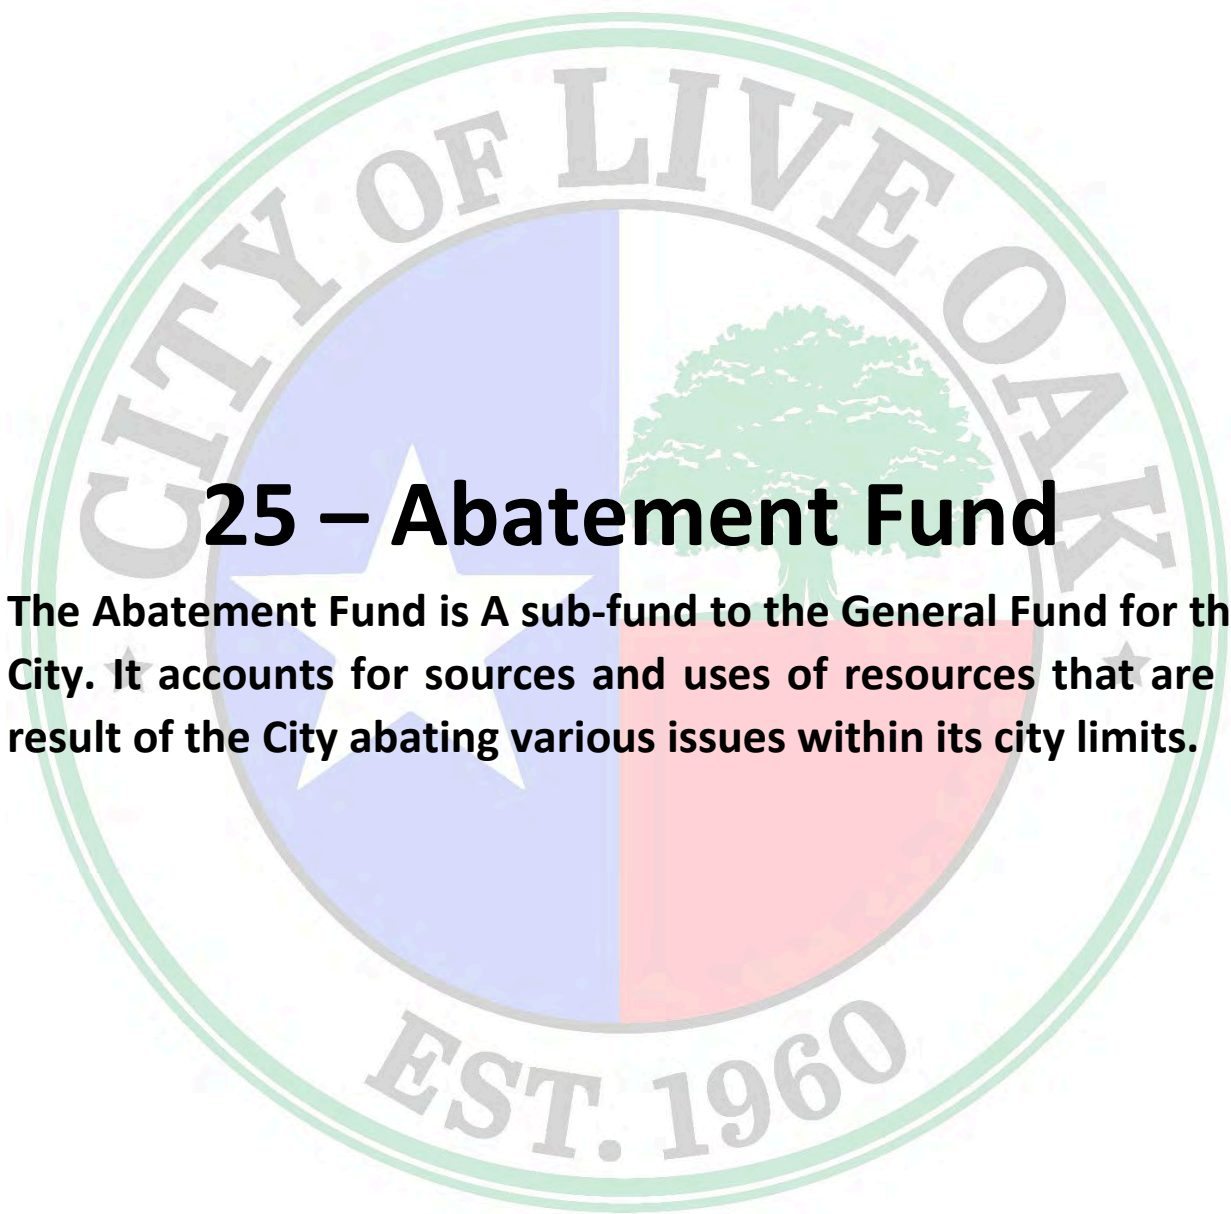 CITY OF LIVE OAK
25 – Abatement Fund
The Abatement Fund is A sub-fund to the General Fund for th
City. It accounts for sources and uses of resources that are
result of the City abating various issues within its city limits.
EST. 1960